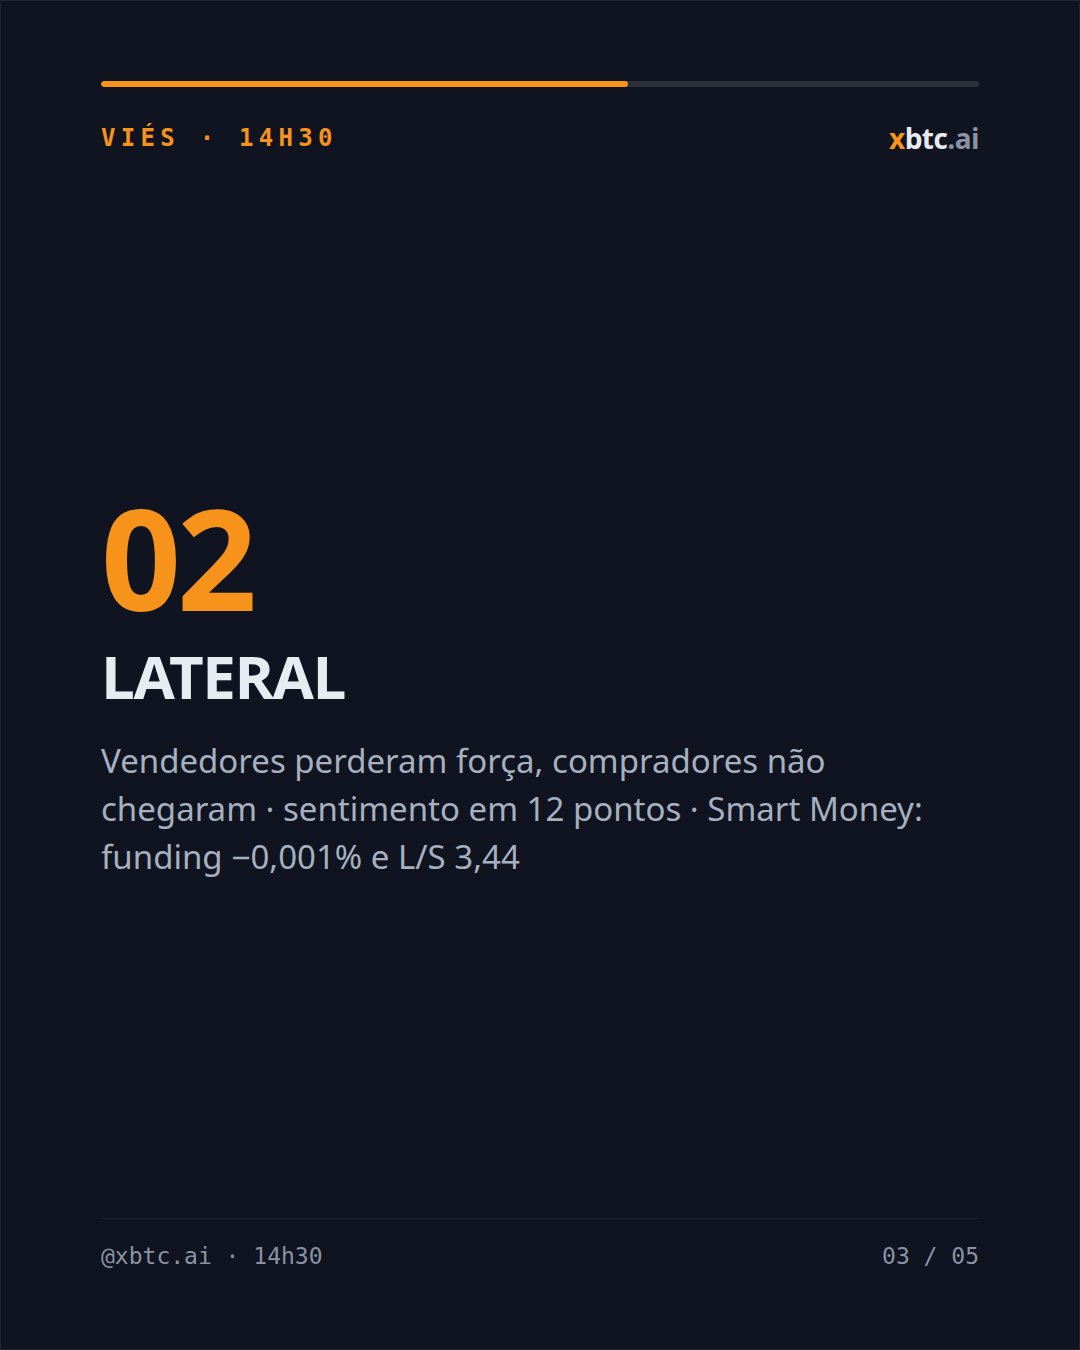 VIÉS · 14H30
xbtc.ai
02
LATERAL
Vendedores perderam força, compradores não
chegaram · sentimento em 12 pontos · Smart Money:
funding −0,001% e L/S 3,44
@xbtc.ai · 14h30
03 / 05